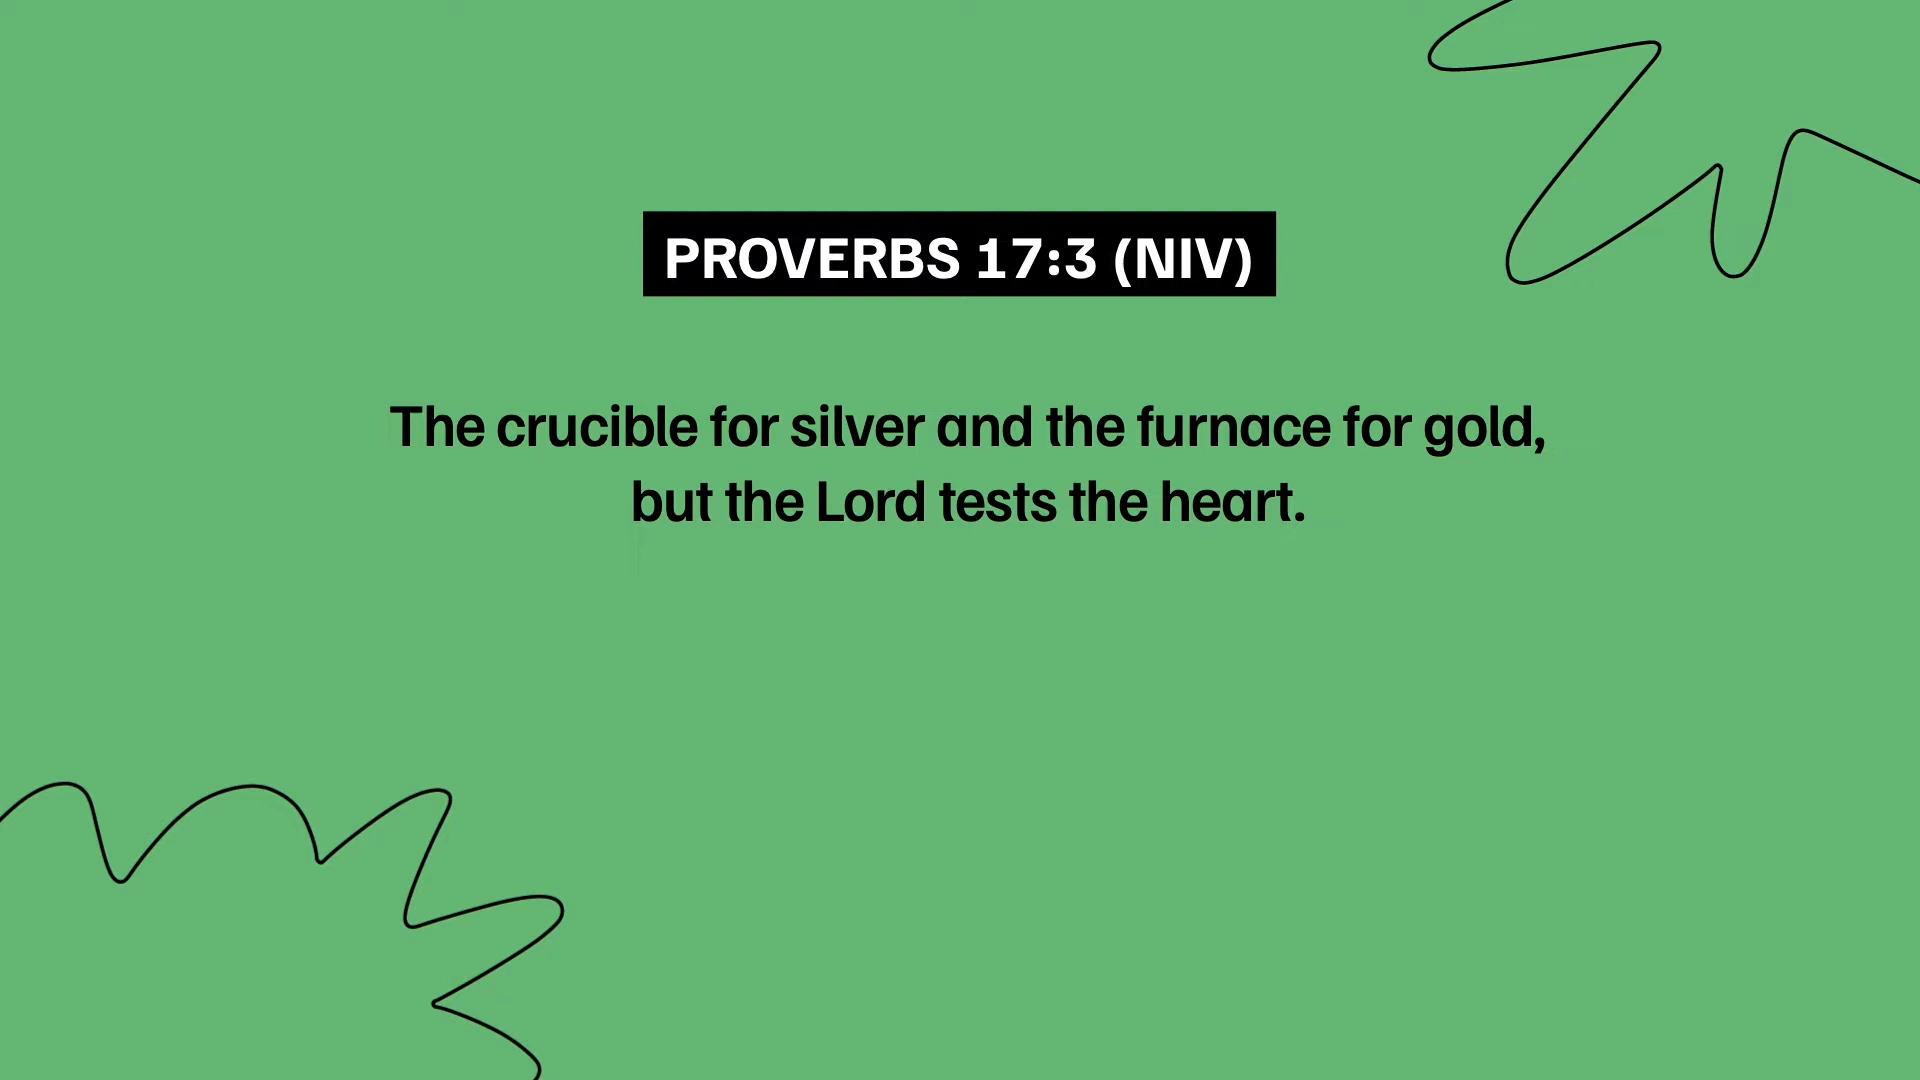 PROVERBS 17:3 (NIV)
The crucible for silver and the furnace for gold,
but the Lord tests the heart.